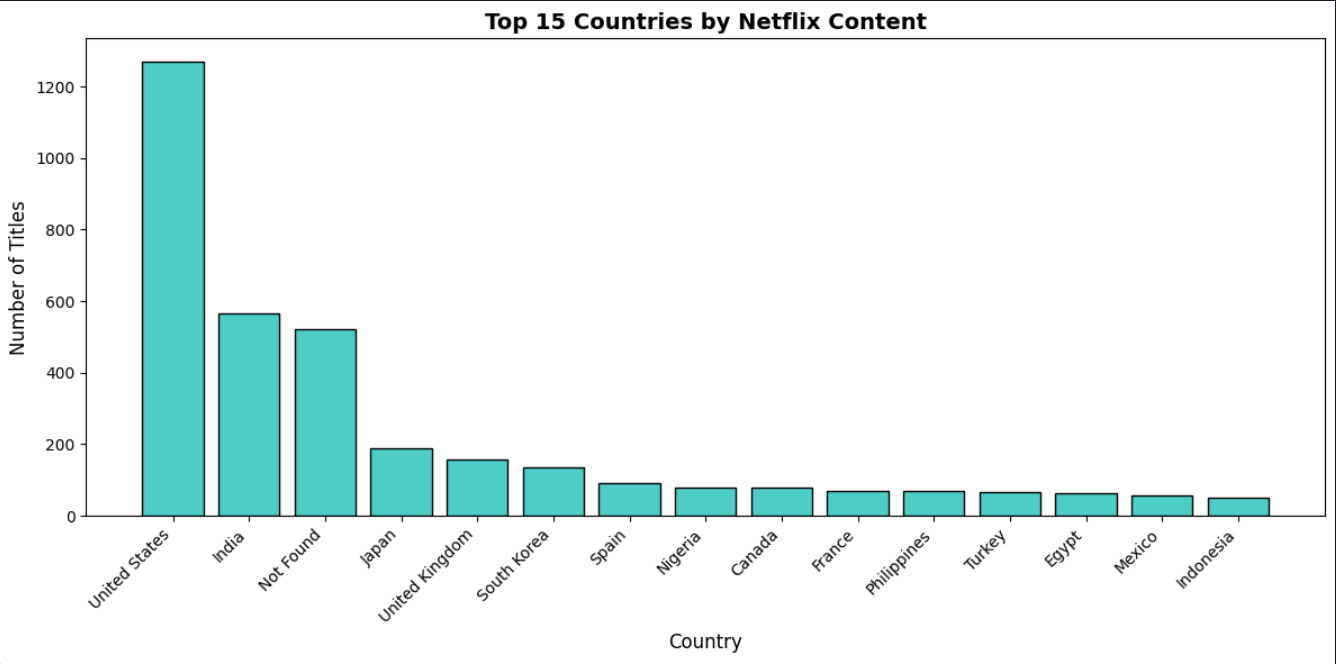 Top 15 Countries by Netflix Content
Number of Titles
1200
1000
800
600
400
200
0
United States
India
Not Found
Japan
United Kingdom
South Korea
Spain
Nigeria
Canada
France
Philippines
Turkey
Egypt
Mexico
Indonesia
Country